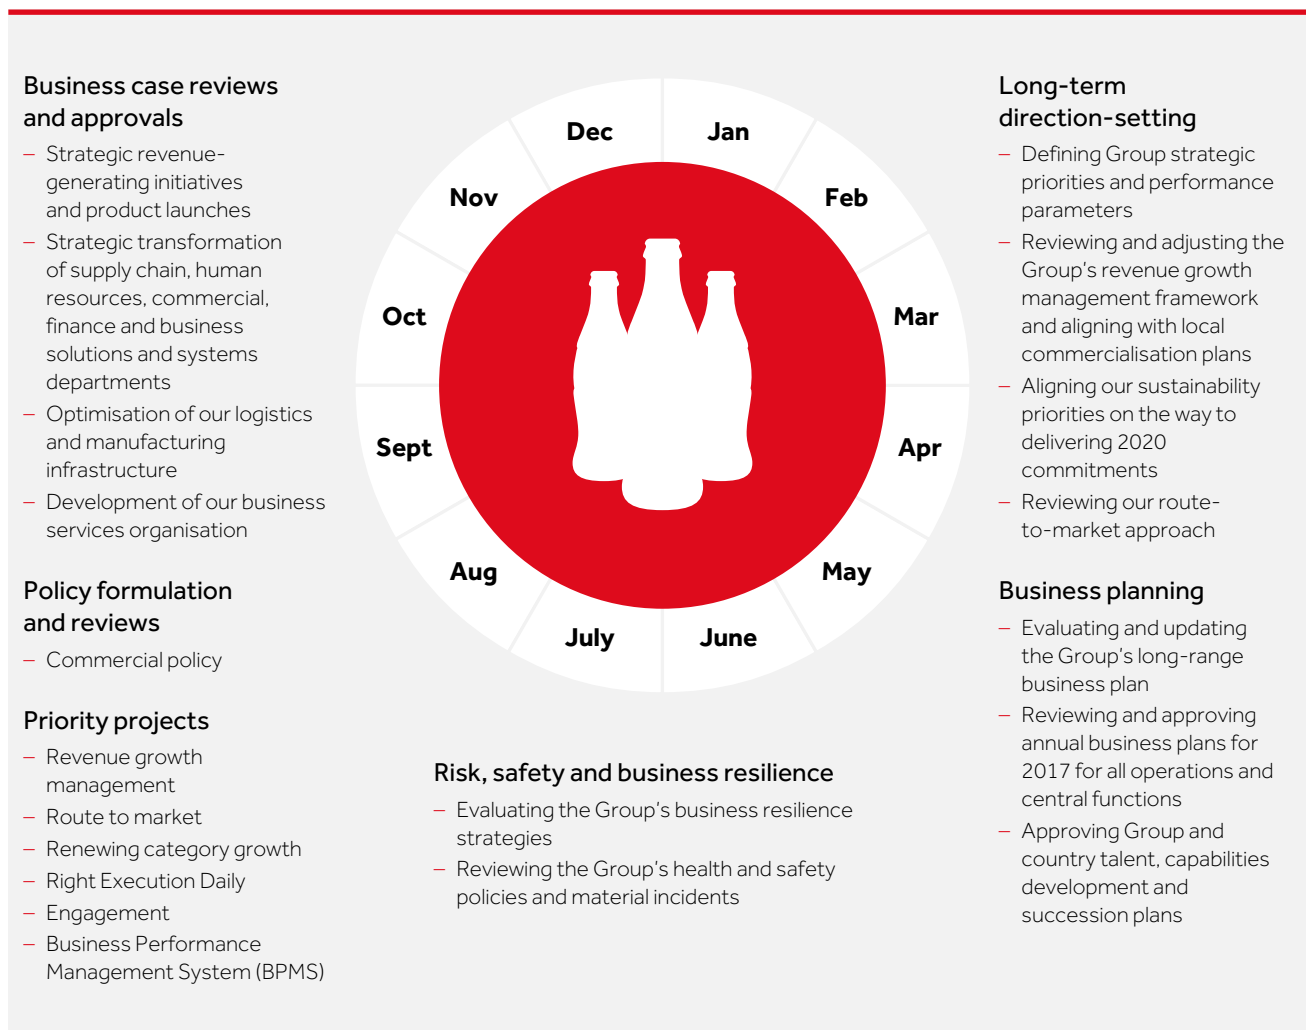 Business case reviews
and approvals
– Strategic revenue-
generating initiatives
and product launches
– Strategic transformation
of supply chain, human
resources, commercial,
finance and business
solutions and systems
departments
– Optimisation of our logistics
and manufacturing
infrastructure
– Development of our business
services organisation
Policy formulation
and reviews
– Commercial policy
Priority projects
– Revenue growth
management
– Route to market
– Renewing category growth
– Right Execution Daily
– Engagement
– Business Performance
Management System (BPMS)
Jan
Feb
Mar
Apr
May
June
July
Aug
Sept
Oct
Nov
Dec
Risk, safety and business resilience
– Evaluating the Group's business resilience
strategies
– Reviewing the Group's health and safety
policies and material incidents
Long-term
direction-setting
– Defining Group strategic
priorities and performance
parameters
– Reviewing and adjusting the
Group's revenue growth
management framework
and aligning with local
commercialisation plans
– Aligning our sustainability
priorities on the way to
delivering 2020
commitments
– Reviewing our route-
to-market approach
Business planning
– Evaluating and updating
the Group's long-range
business plan
– Reviewing and approving
annual business plans for
2017 for all operations and
central functions
– Approving Group and
country talent, capabilities
development and
succession plans